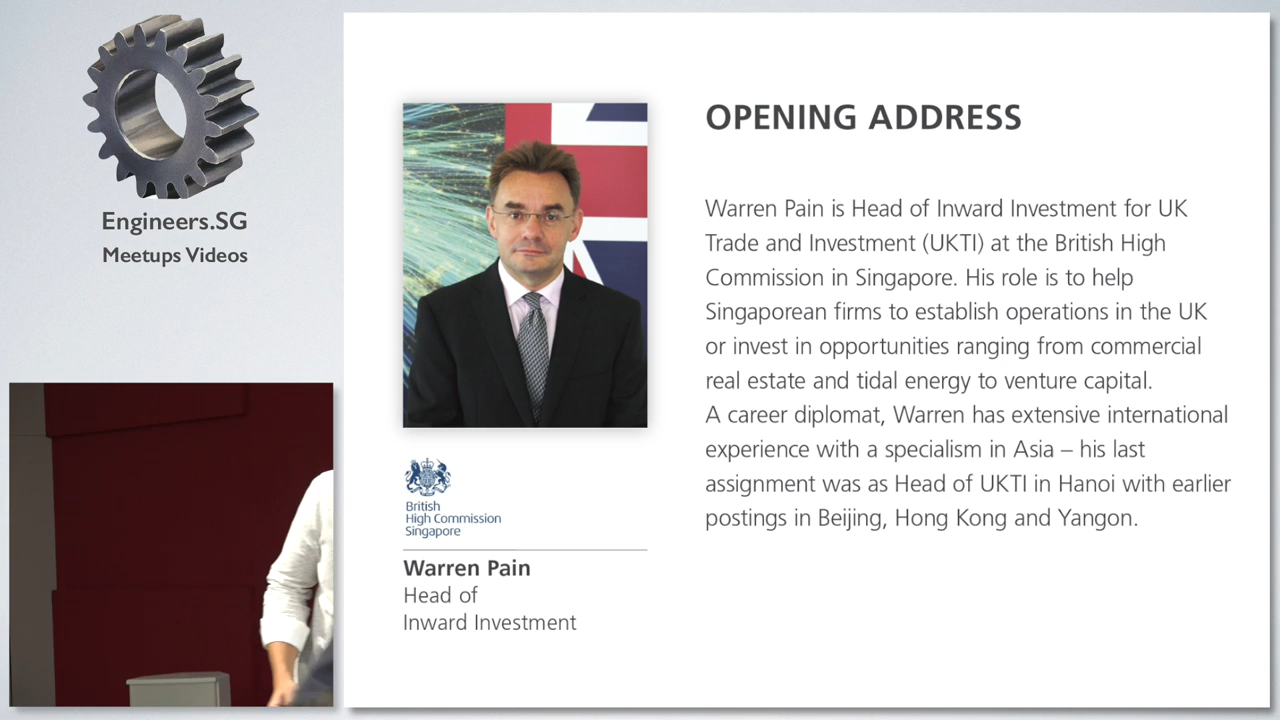 Engineers.SG
Meetups Videos
OPENING ADDRESS
Warren Pain is Head of Inward Investment for UK
Trade and Investment (UKTI) at the British High
Commission in Singapore. His role is to help
Singaporean firms to establish operations in the UK
or invest in opportunities ranging from commercial
real estate and tidal energy to venture capital.
A career diplomat, Warren has extensive international
experience with a specialism in Asia – his last
assignment was as Head of UKTI in Hanoi with earlier
postings in Beijing, Hong Kong and Yangon.
British
High Commission
Singapore
Warren Pain
Head of
Inward Investment